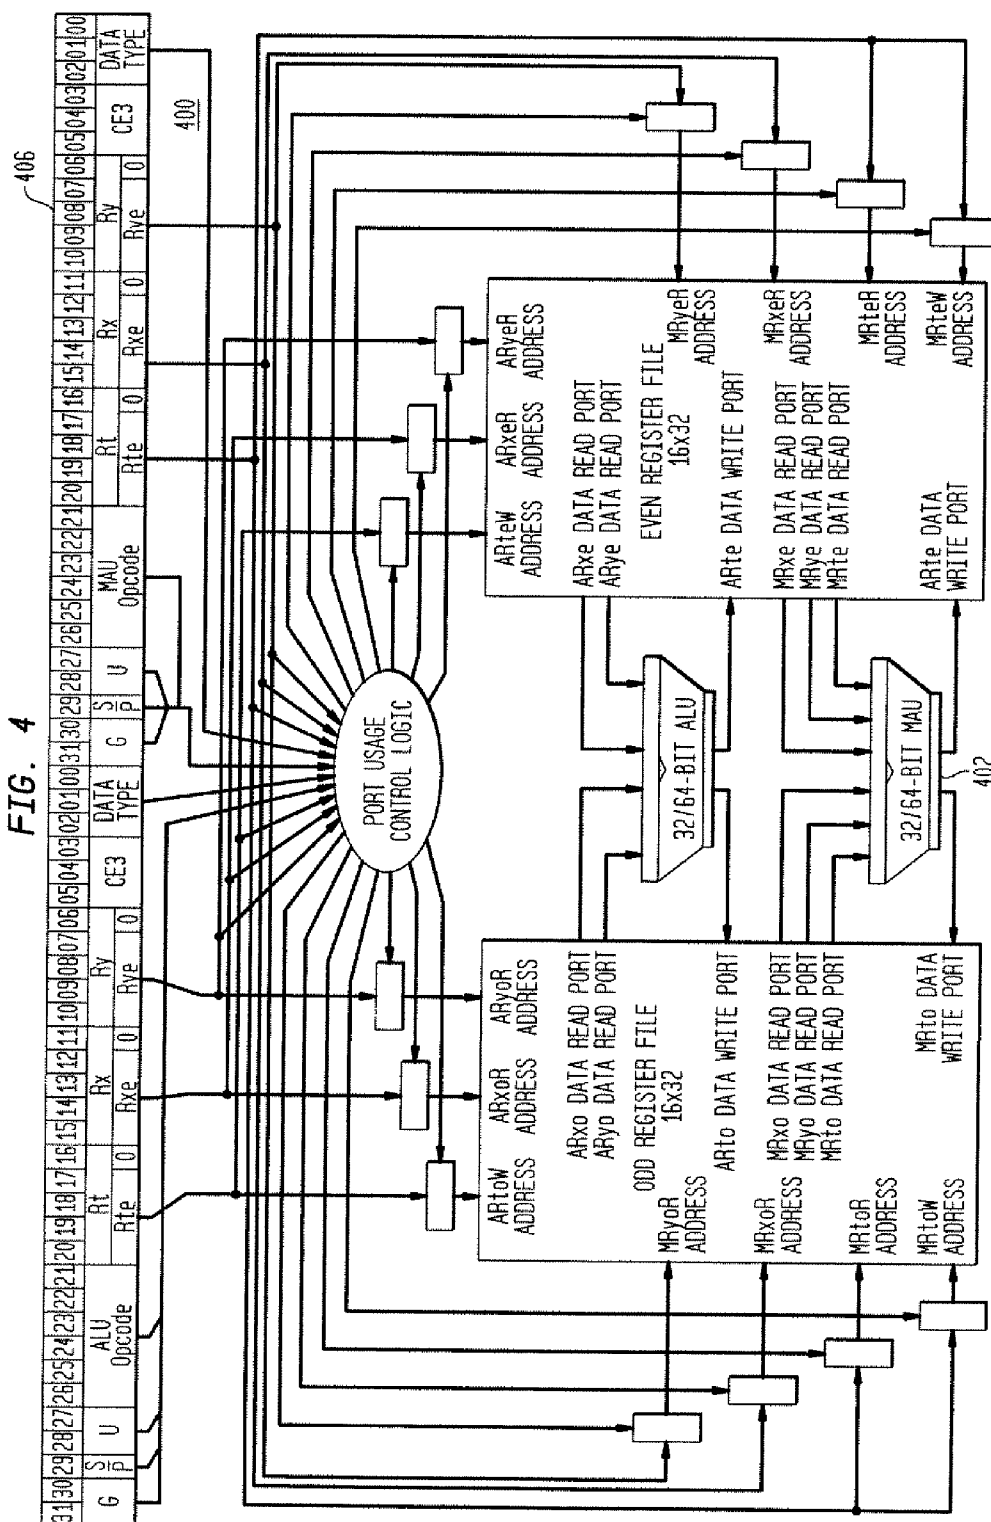 FIG. 4
406
31 30 29 28 27 26 25 24 23 22 21 20 19 18 17 16 15 14 13 12 11 10 09 08 07 06 05 04 03 02 01 00 31 30 29 28 27 26 25 24 23 22 21 20 19 18 17 16 15 14 13 12 11 10 09 08 07 06 05 04 03 02 01 00
G S/P U ALU Opcode Rt Rx Ry CE3 DATA TYPE G S/P U MAU Opcode Rt Rx Ry CE3 DATA TYPE
Rte 0 Rxe 0 Rye 0 Rte 0 Rxe 0 Rye 0
400
PORT USAGE
CONTROL LOGIC
ARtoW
ADDRESS
ARxoR
ADDRESS
ARyoR
ADDRESS
ARxo DATA READ PORT
ARyo DATA READ PORT
ODD REGISTER FILE
16x32
MRyoR
ADDRESS
ARto DATA WRITE PORT
MRxoR
ADDRESS
MRxo DATA READ PORT
MRyo DATA READ PORT
MRto DATA READ PORT
MRtoR
ADDRESS
MRtoW
ADDRESS
MRto DATA
WRITE PORT
32/64-BIT ALU
32/64-BIT MAU
402
ARteW
ADDRESS
ARxeR
ADDRESS
ARyeR
ADDRESS
ARxe DATA READ PORT
ARye DATA READ PORT
EVEN REGISTER FILE
16x32
MRyeR
ADDRESS
ARte DATA WRITE PORT
MRxeR
ADDRESS
MRxe DATA READ PORT
MRye DATA READ PORT
MRte DATA READ PORT
MRteR
ADDRESS
ARte DATA
WRITE PORT
MRteW
ADDRESS